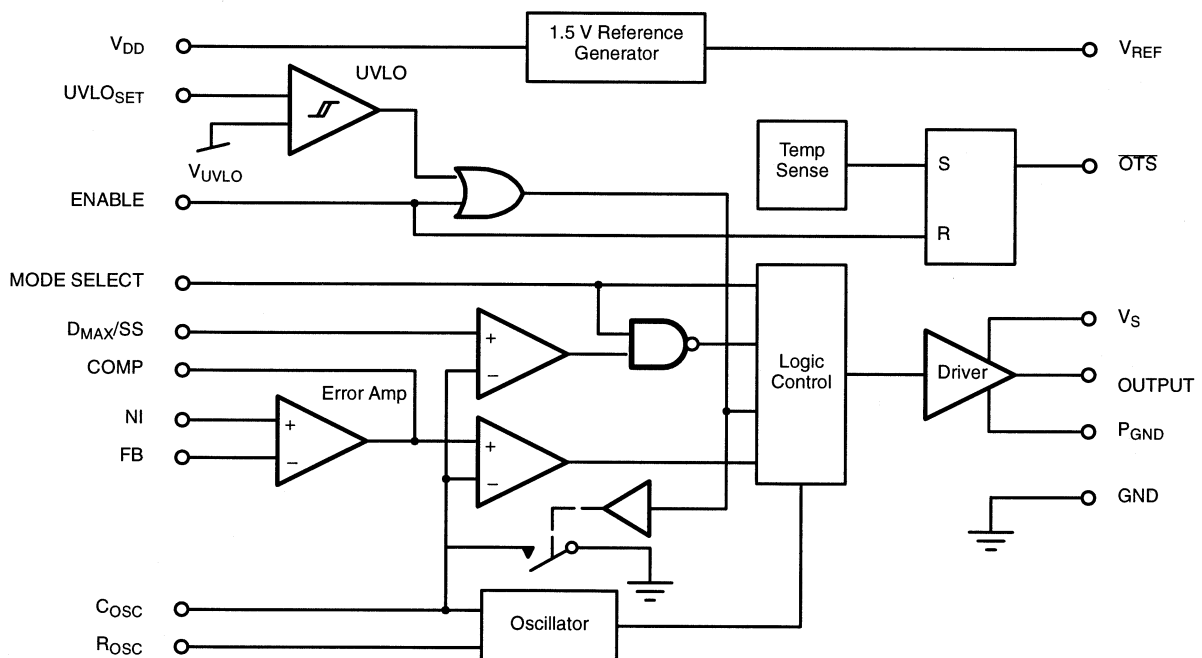 V_DD
1.5 V Reference
Generator
V_REF
UVLO
UVLO_SET
V_UVLO
Temp
Sense
S
R
O̅T̅S̅
ENABLE
MODE SELECT
D_MAX/SS
COMP
Error Amp
NI
FB
+
−
+
−
+
−
Logic
Control
Driver
V_S
OUTPUT
P_GND
GND
C_OSC
R_OSC
Oscillator